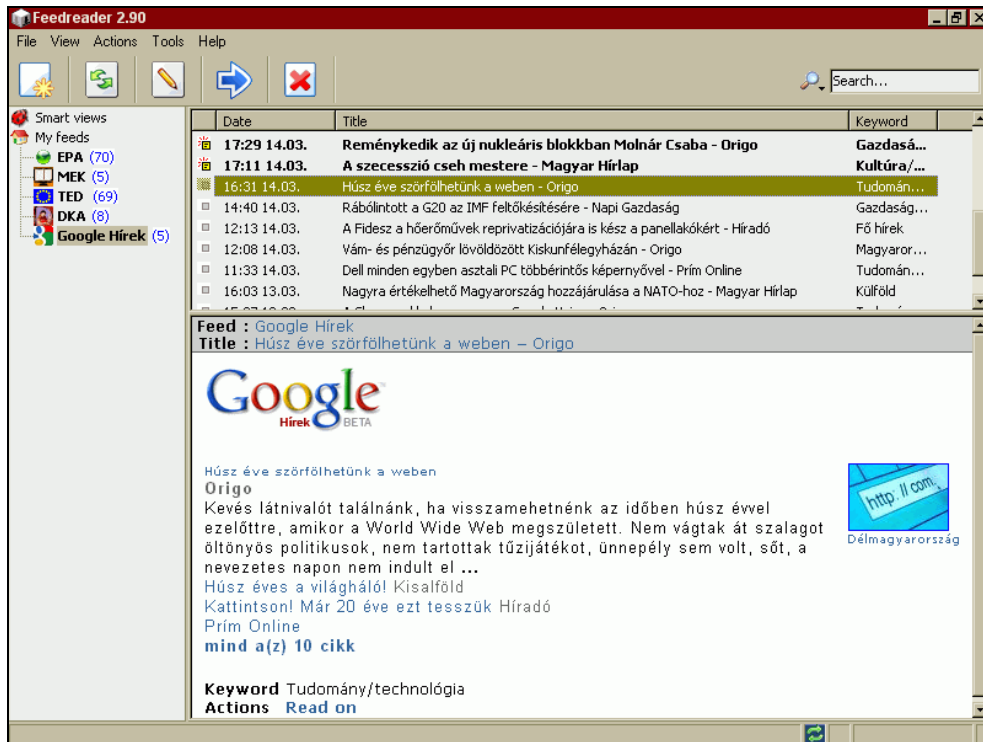 Feedreader 2.90
File View Actions Tools Help
Search...
Smart views
My feeds
EPA (70)
MEK (5)
TED (69)
DKA (8)
Google Hírek (5)
Date Title Keyword
17:29 14.03. Reménykedik az új nukleáris blokkban Molnár Csaba - Origo Gazdasá...
17:11 14.03. A szecesszió cseh mestere - Magyar Hírlap Kultúra/...
16:31 14.03. Húsz éve szörfölhetünk a weben - Origo Tudomán...
14:40 14.03. Rábólintott a G20 az IMF feltőkésítésére - Napi Gazdaság Gazdaság...
12:13 14.03. A Fidesz a hőerőművek reprivatizációjára is kész a panellakókért - Híradó Fő hírek
12:08 14.03. Vám- és pénzügyőr lövöldözött Kiskunfélegyházán - Origo Magyaror...
11:33 14.03. Dell minden egyben asztali PC többérintős képernyővel - Prím Online Tudomán...
16:03 13.03. Nagyra értékelhető Magyarország hozzájárulása a NATO-hoz - Magyar Hírlap Külföld
Feed : Google Hírek
Title : Húsz éve szörfölhetünk a weben – Origo
Google
Hírek BETA
Húsz éve szörfölhetünk a weben
Origo
Kevés látnivalót találnánk, ha visszamehetnénk az időben húsz évvel
ezelőttre, amikor a World Wide Web megszületett. Nem vágtak át szalagot
öltönyös politikusok, nem tartottak tűzijátékot, ünnepély sem volt, sőt, a
nevezetes napon nem indult el ...
http: // com.
Délmagyarország
Húsz éves a világháló! Kisalföld
Kattintson! Már 20 éve ezt tesszük Híradó
Prím Online
mind a(z) 10 cikk
Keyword Tudomány/technológia
Actions Read on